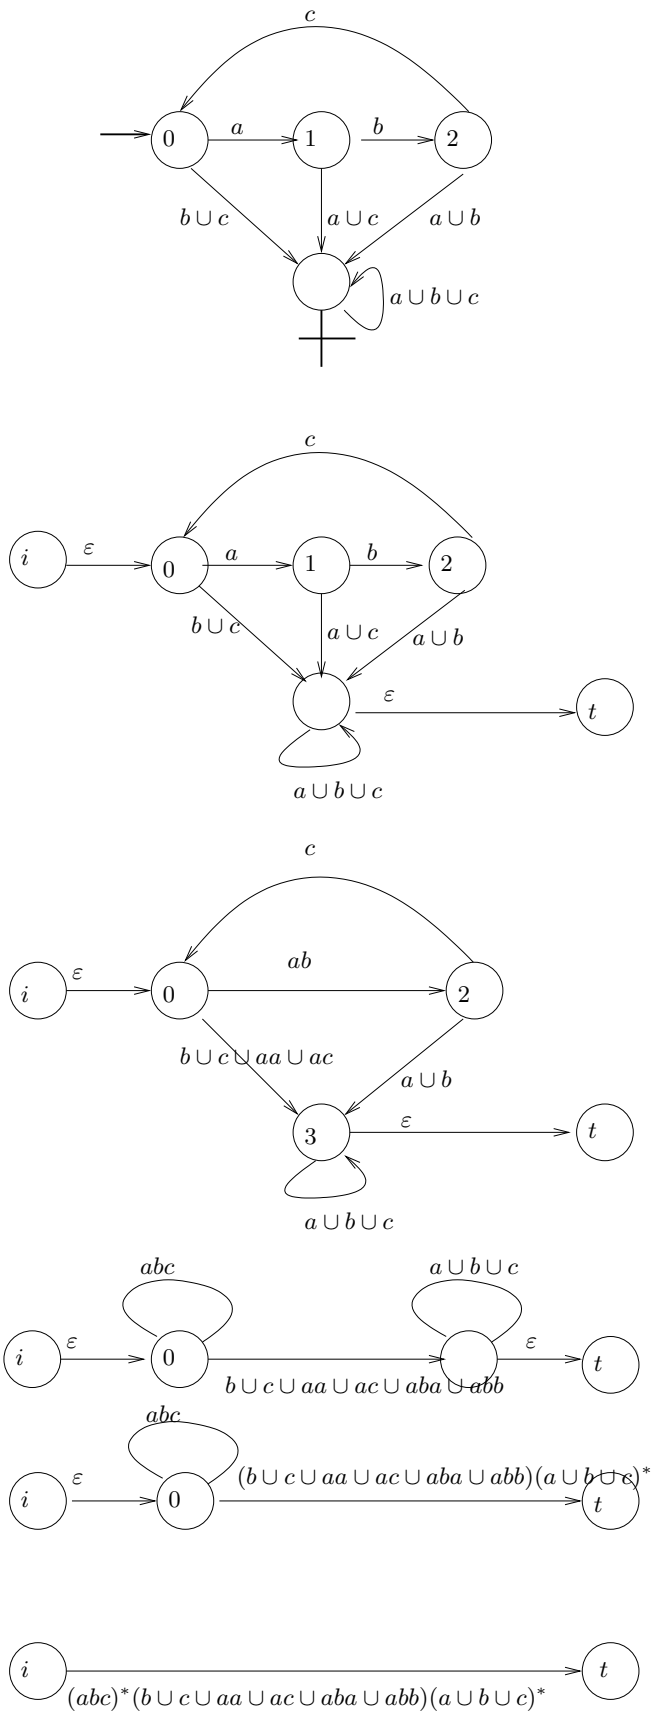 c
0 a 1 b 2
b ∪ c a ∪ c a ∪ b
a ∪ b ∪ c
c
i ε 0 a 1 b 2
b ∪ c a ∪ c a ∪ b
ε t
a ∪ b ∪ c
c
i ε 0 ab 2
b ∪ c ∪ aa ∪ ac a ∪ b
3 ε t
a ∪ b ∪ c
abc a ∪ b ∪ c
i ε 0 ε t
b ∪ c ∪ aa ∪ ac ∪ aba ∪ abb
abc
i ε 0 (b ∪ c ∪ aa ∪ ac ∪ aba ∪ abb)(a ∪ b ∪ c)* t
i t
(abc)*(b ∪ c ∪ aa ∪ ac ∪ aba ∪ abb)(a ∪ b ∪ c)*